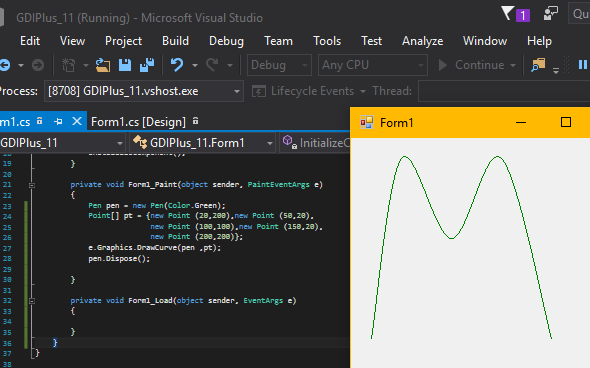 GDIPlus_11 (Running) - Microsoft Visual Studio
1
Qu
Edit View Project Build Debug Team Tools Test Analyze Window Help
Debug Any CPU Continue
Process: [8708] GDIPlus_11.vshost.exe Lifecycle Events Thread:
m1.cs Form1.cs [Design]
GDIPlus_11 GDIPlus_11.Form1 InitializeC
Form1
19 }
20
21 private void Form1_Paint(object sender, PaintEventArgs e)
22 {
23 Pen pen = new Pen(Color.Green);
24 Point[] pt = {new Point (20,200),new Point (50,20),
25 new Point (100,100),new Point (150,20),
26 new Point (200,200)};
27 e.Graphics.DrawCurve(pen ,pt);
28 pen.Dispose();
29
30 }
31
32 private void Form1_Load(object sender, EventArgs e)
33 {
34
35 }
36 }
37 }
38